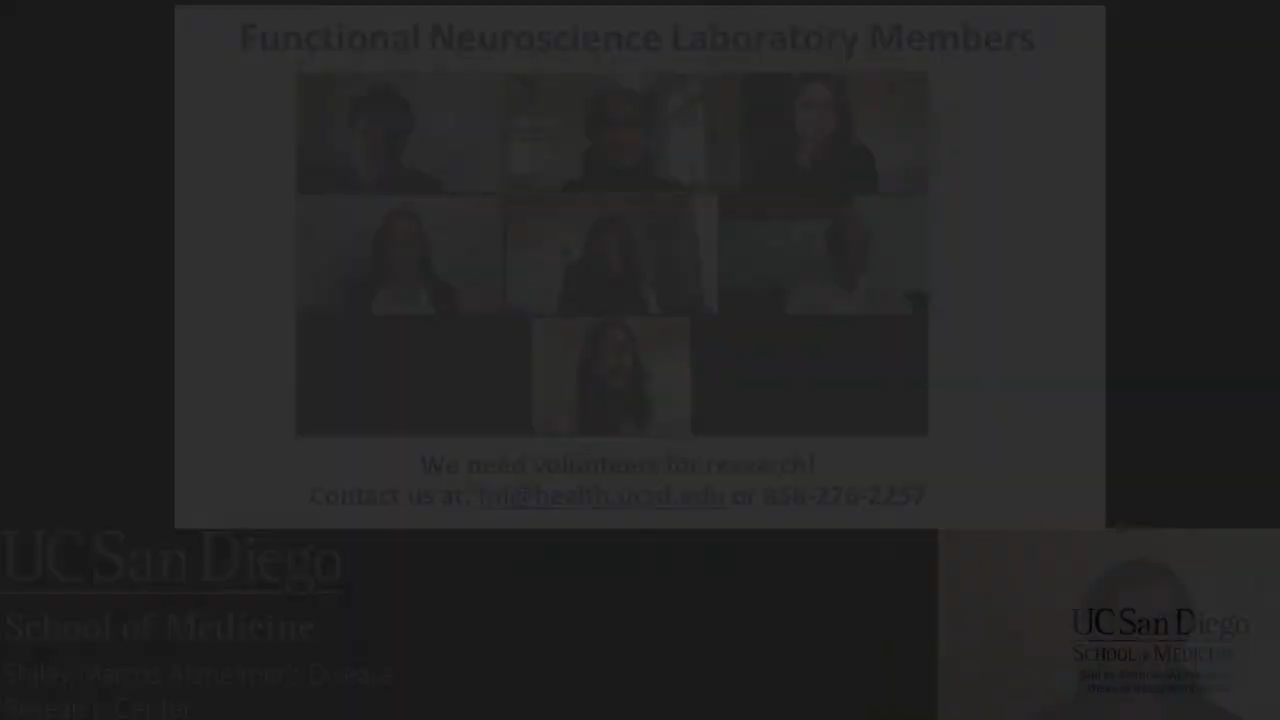 Functional Neuroscience Laboratory Members
We need volunteers for research!
Contact us at: fnl@health.ucsd.edu or 858-276-2257
UC San Diego
School of Medicine
Shiley-Marcos Alzheimer's Disease
Research Center
UC San Diego
SCHOOL OF MEDICINE